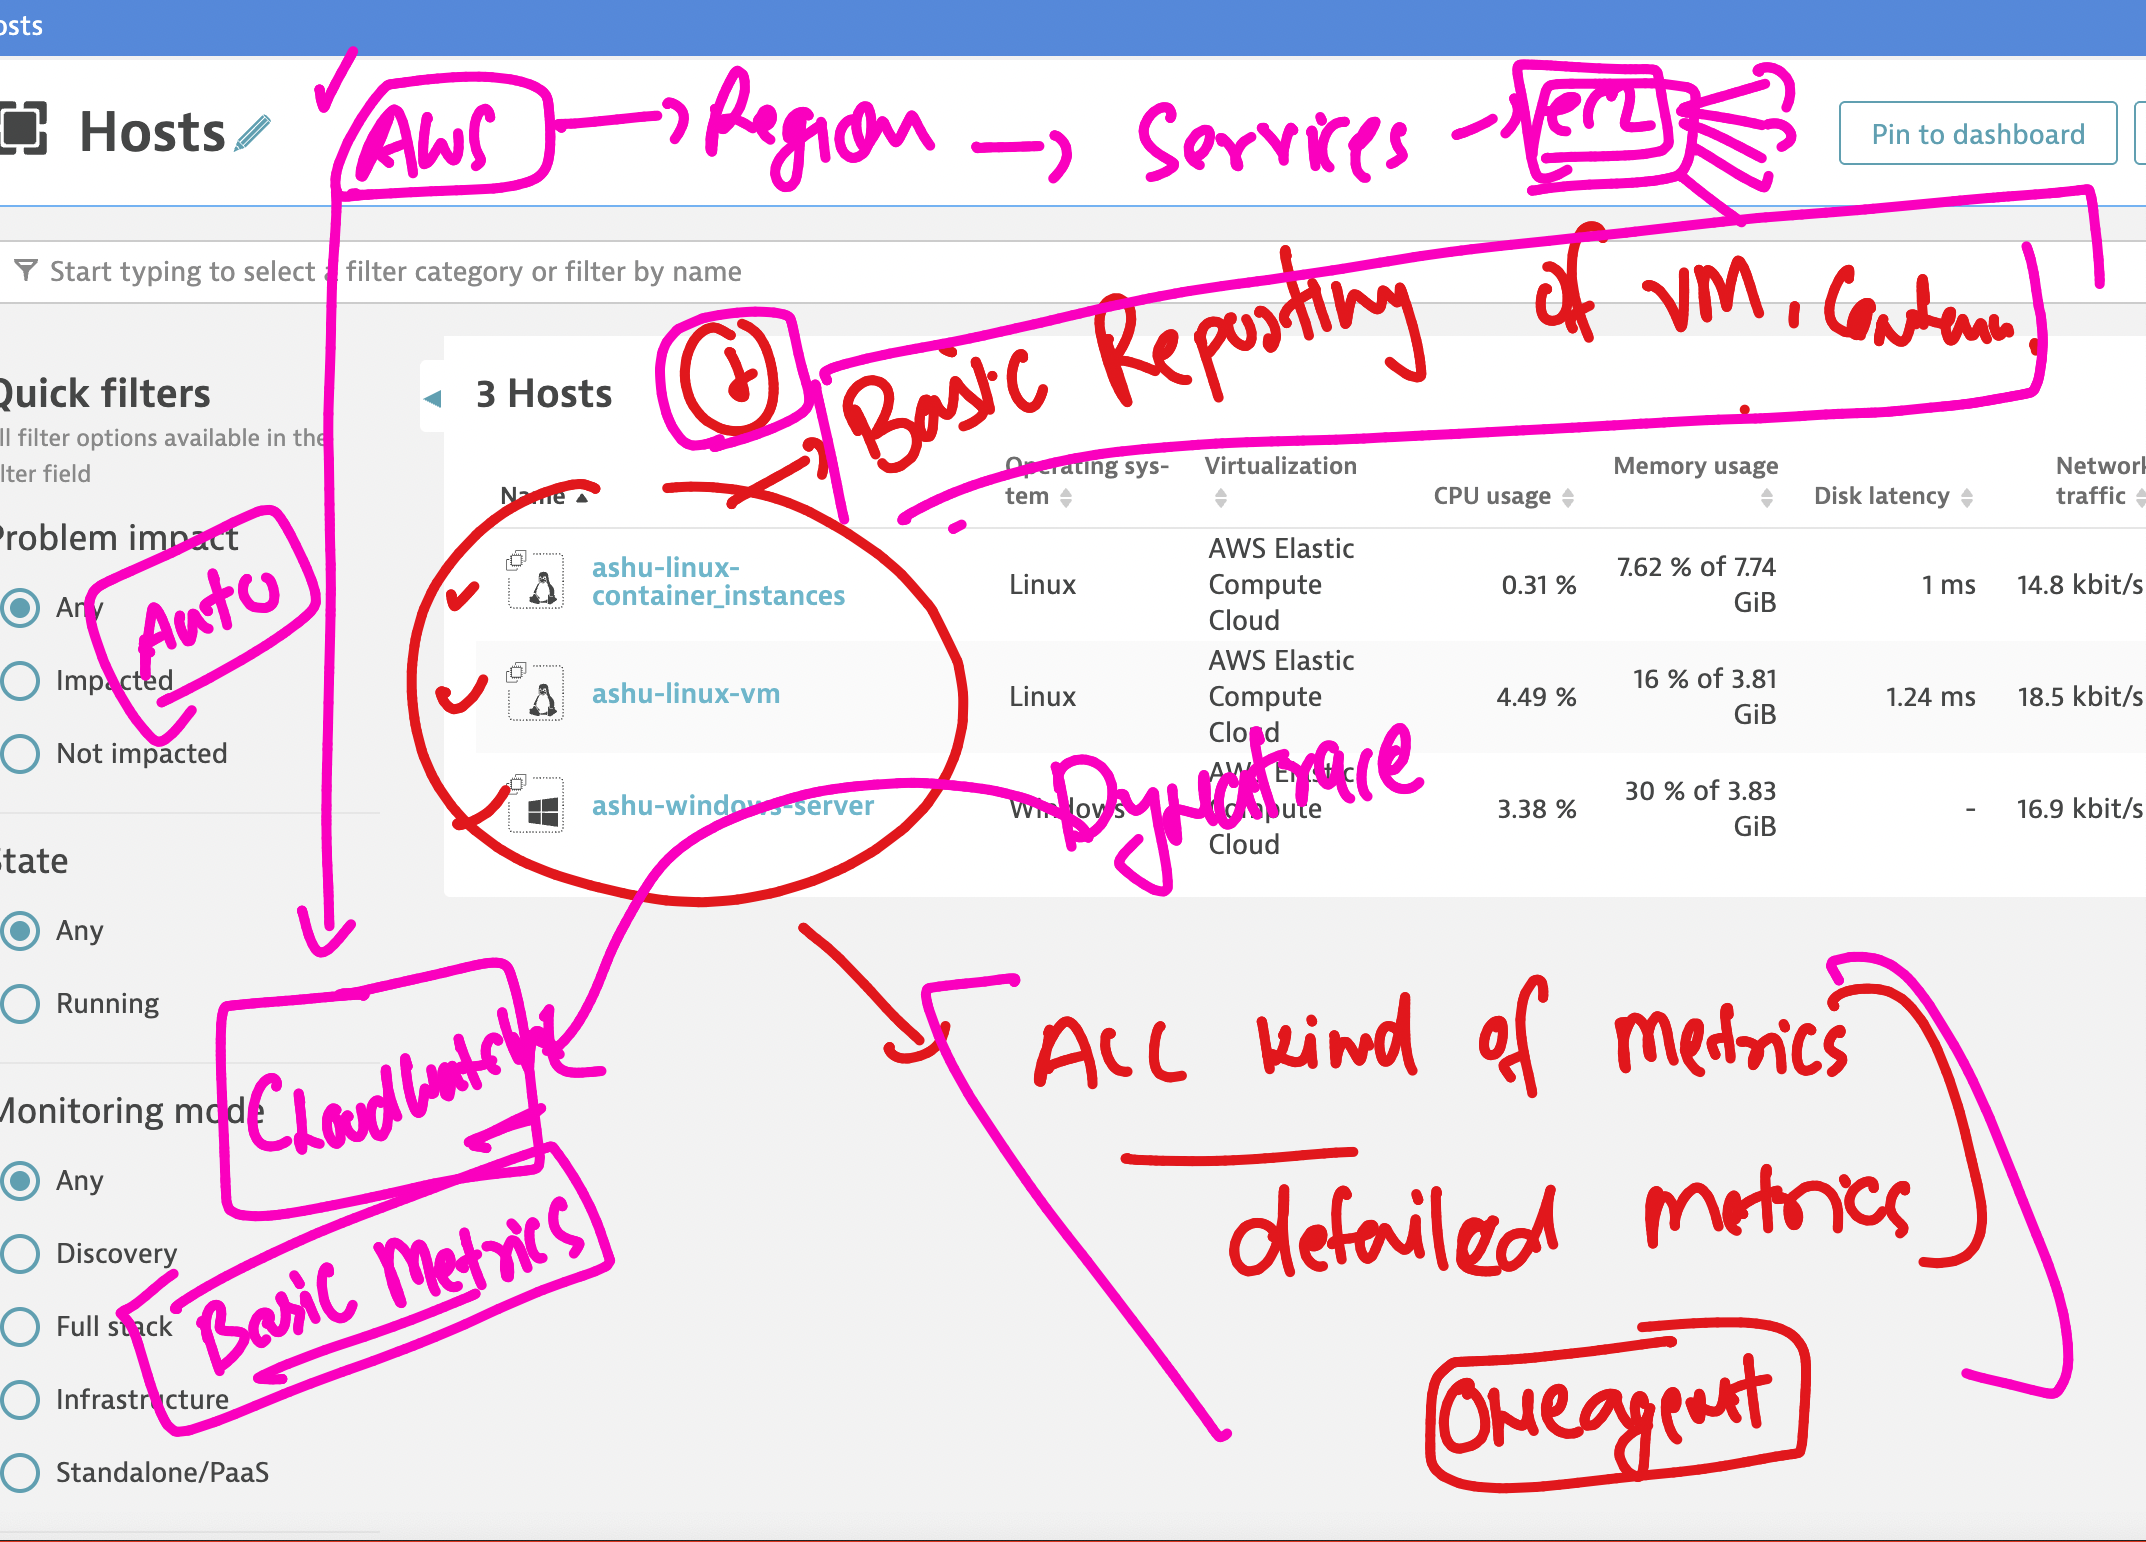 osts
Hosts
AWS
Region
Services
ec2
Pin to dashboard
Start typing to select a filter category or filter by name
Basic Reposting of VM,
Quick filters
ll filter options available in the
lter field
3 Hosts
Name
Operating sys-
tem
Virtualization
CPU usage
Memory usage
Disk latency
Network
traffic
Problem impact
Any
Auto
Impacted
Not impacted
ashu-linux-
container_instances
Linux
AWS Elastic
Compute
Cloud
0.31 %
7.62 % of 7.74
GiB
1 ms
14.8 kbit/s
ashu-linux-vm
Linux
AWS Elastic
Compute
Cloud
4.49 %
16 % of 3.81
GiB
1.24 ms
18.5 kbit/s
ashu-windows-server
Windows
AWS Elastic
Compute
Cloud
3.38 %
30 % of 3.83
GiB
-
16.9 kbit/s
Dynatrace
State
Any
Running
CloudWatch
Monitoring mode
Any
Discovery
Full stack
Infrastructure
Standalone/PaaS
Basic Metrics
ALL kind of Metrics
detailed metrics
Oneagent